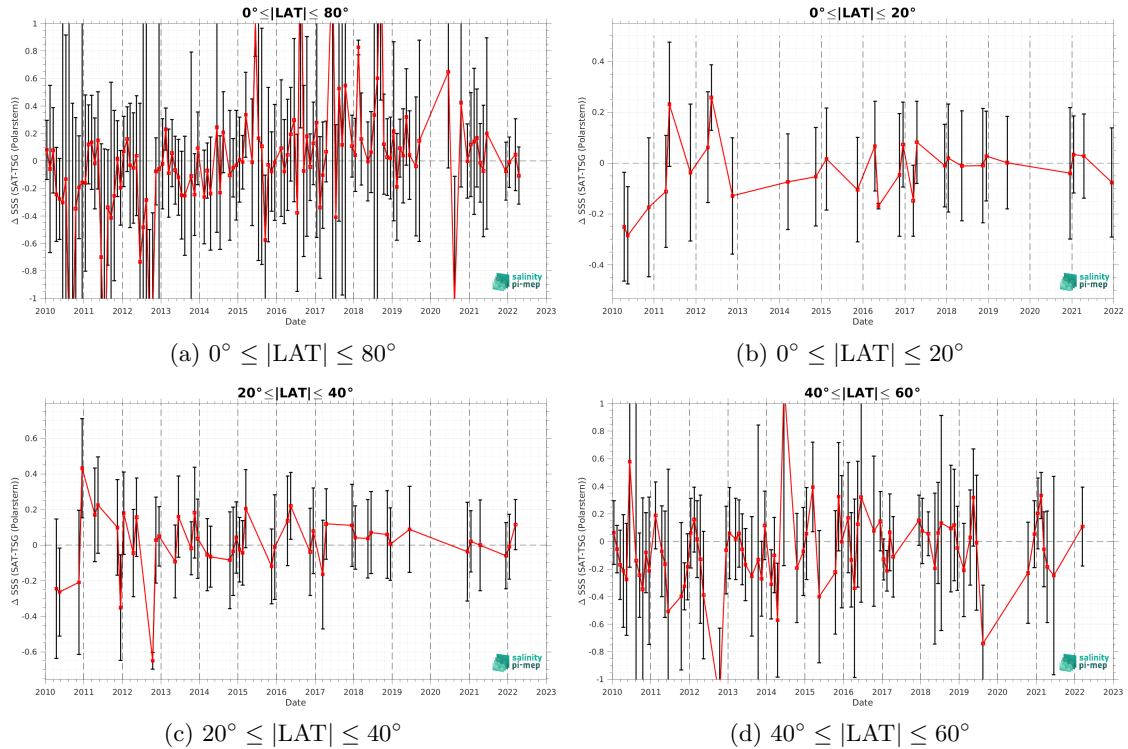 0°≤|LAT|≤ 80°
Δ SSS (SAT-TSG (Polarstern))
1
0.8
0.6
0.4
0.2
0
-0.2
-0.4
-0.6
-0.8
-1
2010 2011 2012 2013 2014 2015 2016 2017 2018 2019 2020 2021 2022 2023
Date
salinity
pi-mep
(a) 0° ≤ |LAT| ≤ 80°
0°≤|LAT|≤ 20°
Δ SSS (SAT-TSG (Polarstern))
0.4
0.2
0
-0.2
-0.4
2010 2011 2012 2013 2014 2015 2016 2017 2018 2019 2020 2021 2022
Date
salinity
pi-mep
(b) 0° ≤ |LAT| ≤ 20°
20°≤|LAT|≤ 40°
Δ SSS (SAT-TSG (Polarstern))
0.6
0.4
0.2
0
-0.2
-0.4
-0.6
2010 2011 2012 2013 2014 2015 2016 2017 2018 2019 2020 2021 2022 2023
Date
salinity
pi-mep
(c) 20° ≤ |LAT| ≤ 40°
40°≤|LAT|≤ 60°
Δ SSS (SAT-TSG (Polarstern))
1
0.8
0.6
0.4
0.2
0
-0.2
-0.4
-0.6
-0.8
-1
2010 2011 2012 2013 2014 2015 2016 2017 2018 2019 2020 2021 2022 2023
Date
salinity
pi-mep
(d) 40° ≤ |LAT| ≤ 60°